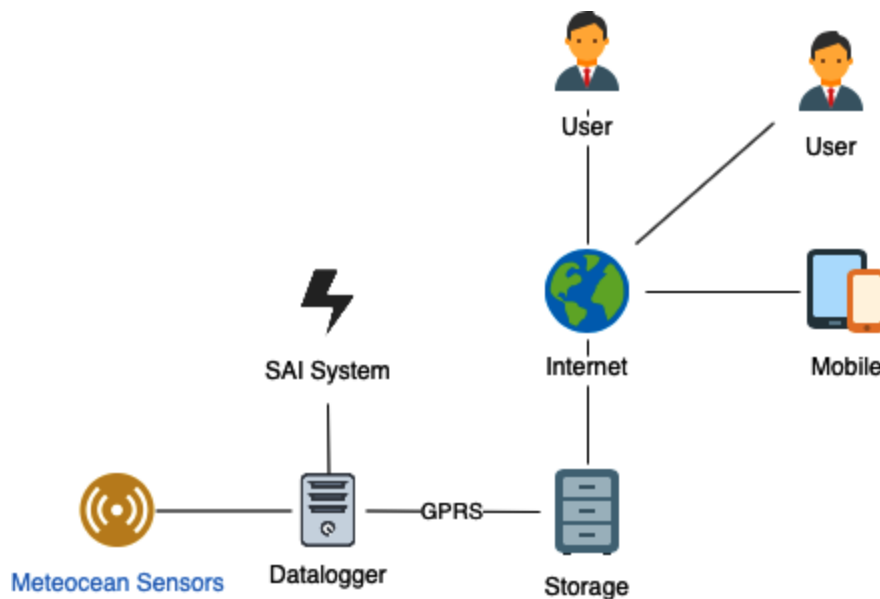 User
User
SAI System
Internet
Mobile
GPRS
Meteocean Sensors
Datalogger
Storage